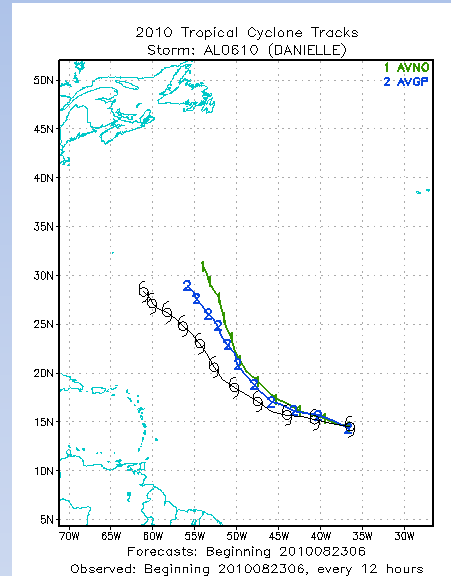 2010 Tropical Cyclone Tracks
Storm: AL0610 (DANIELLE)
1 AVNO
2 AVGP
50N
45N
40N
35N
30N
25N
20N
15N
10N
5N
70W 65W 60W 55W 50W 45W 40W 35W 30W
Forecasts: Beginning 2010082306
Observed: Beginning 2010082306, every 12 hours